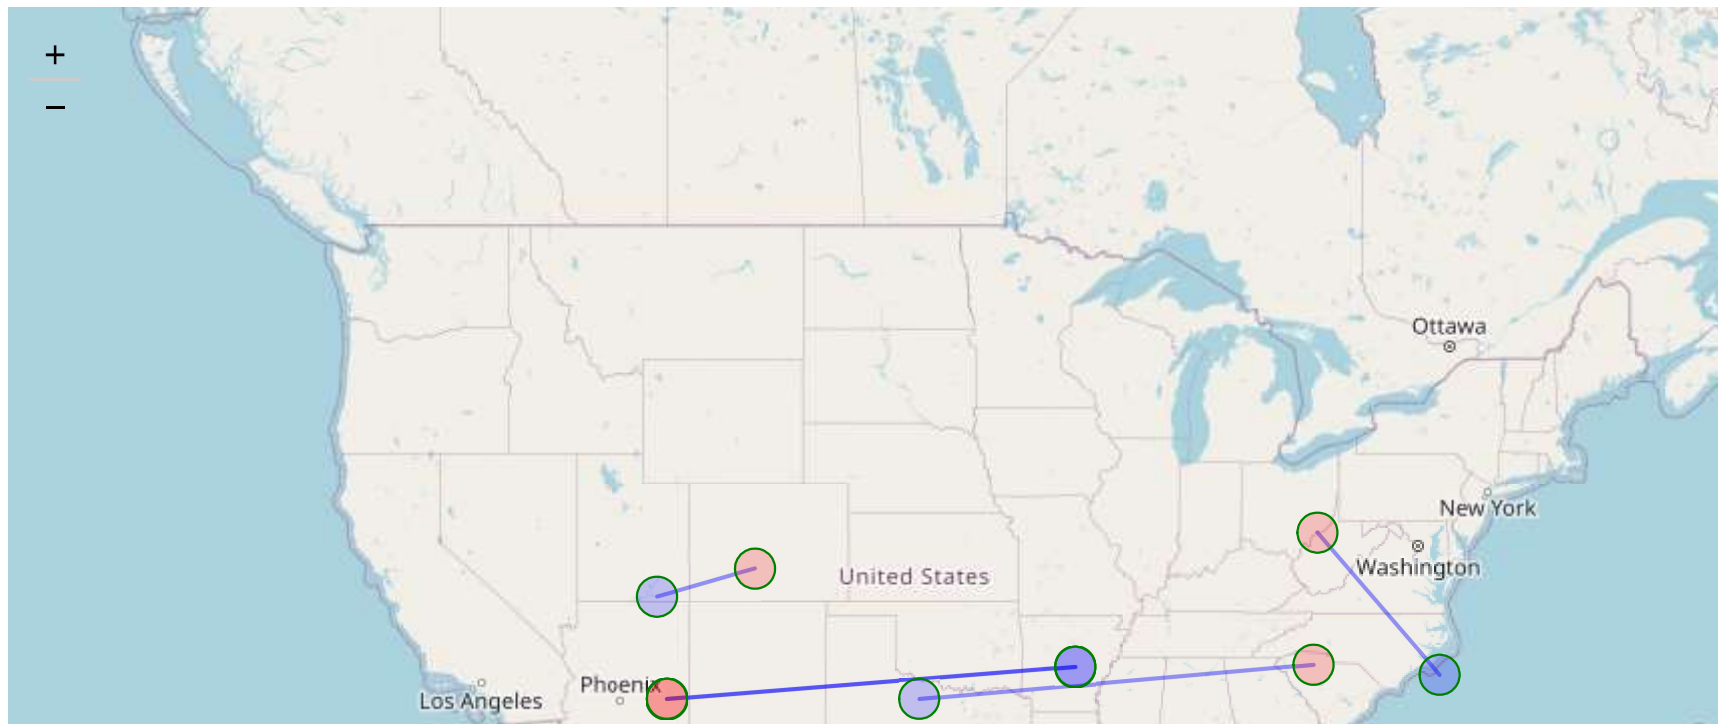 +
−
Ottawa
New York
Washington
United States
Phoenix
Los Angeles